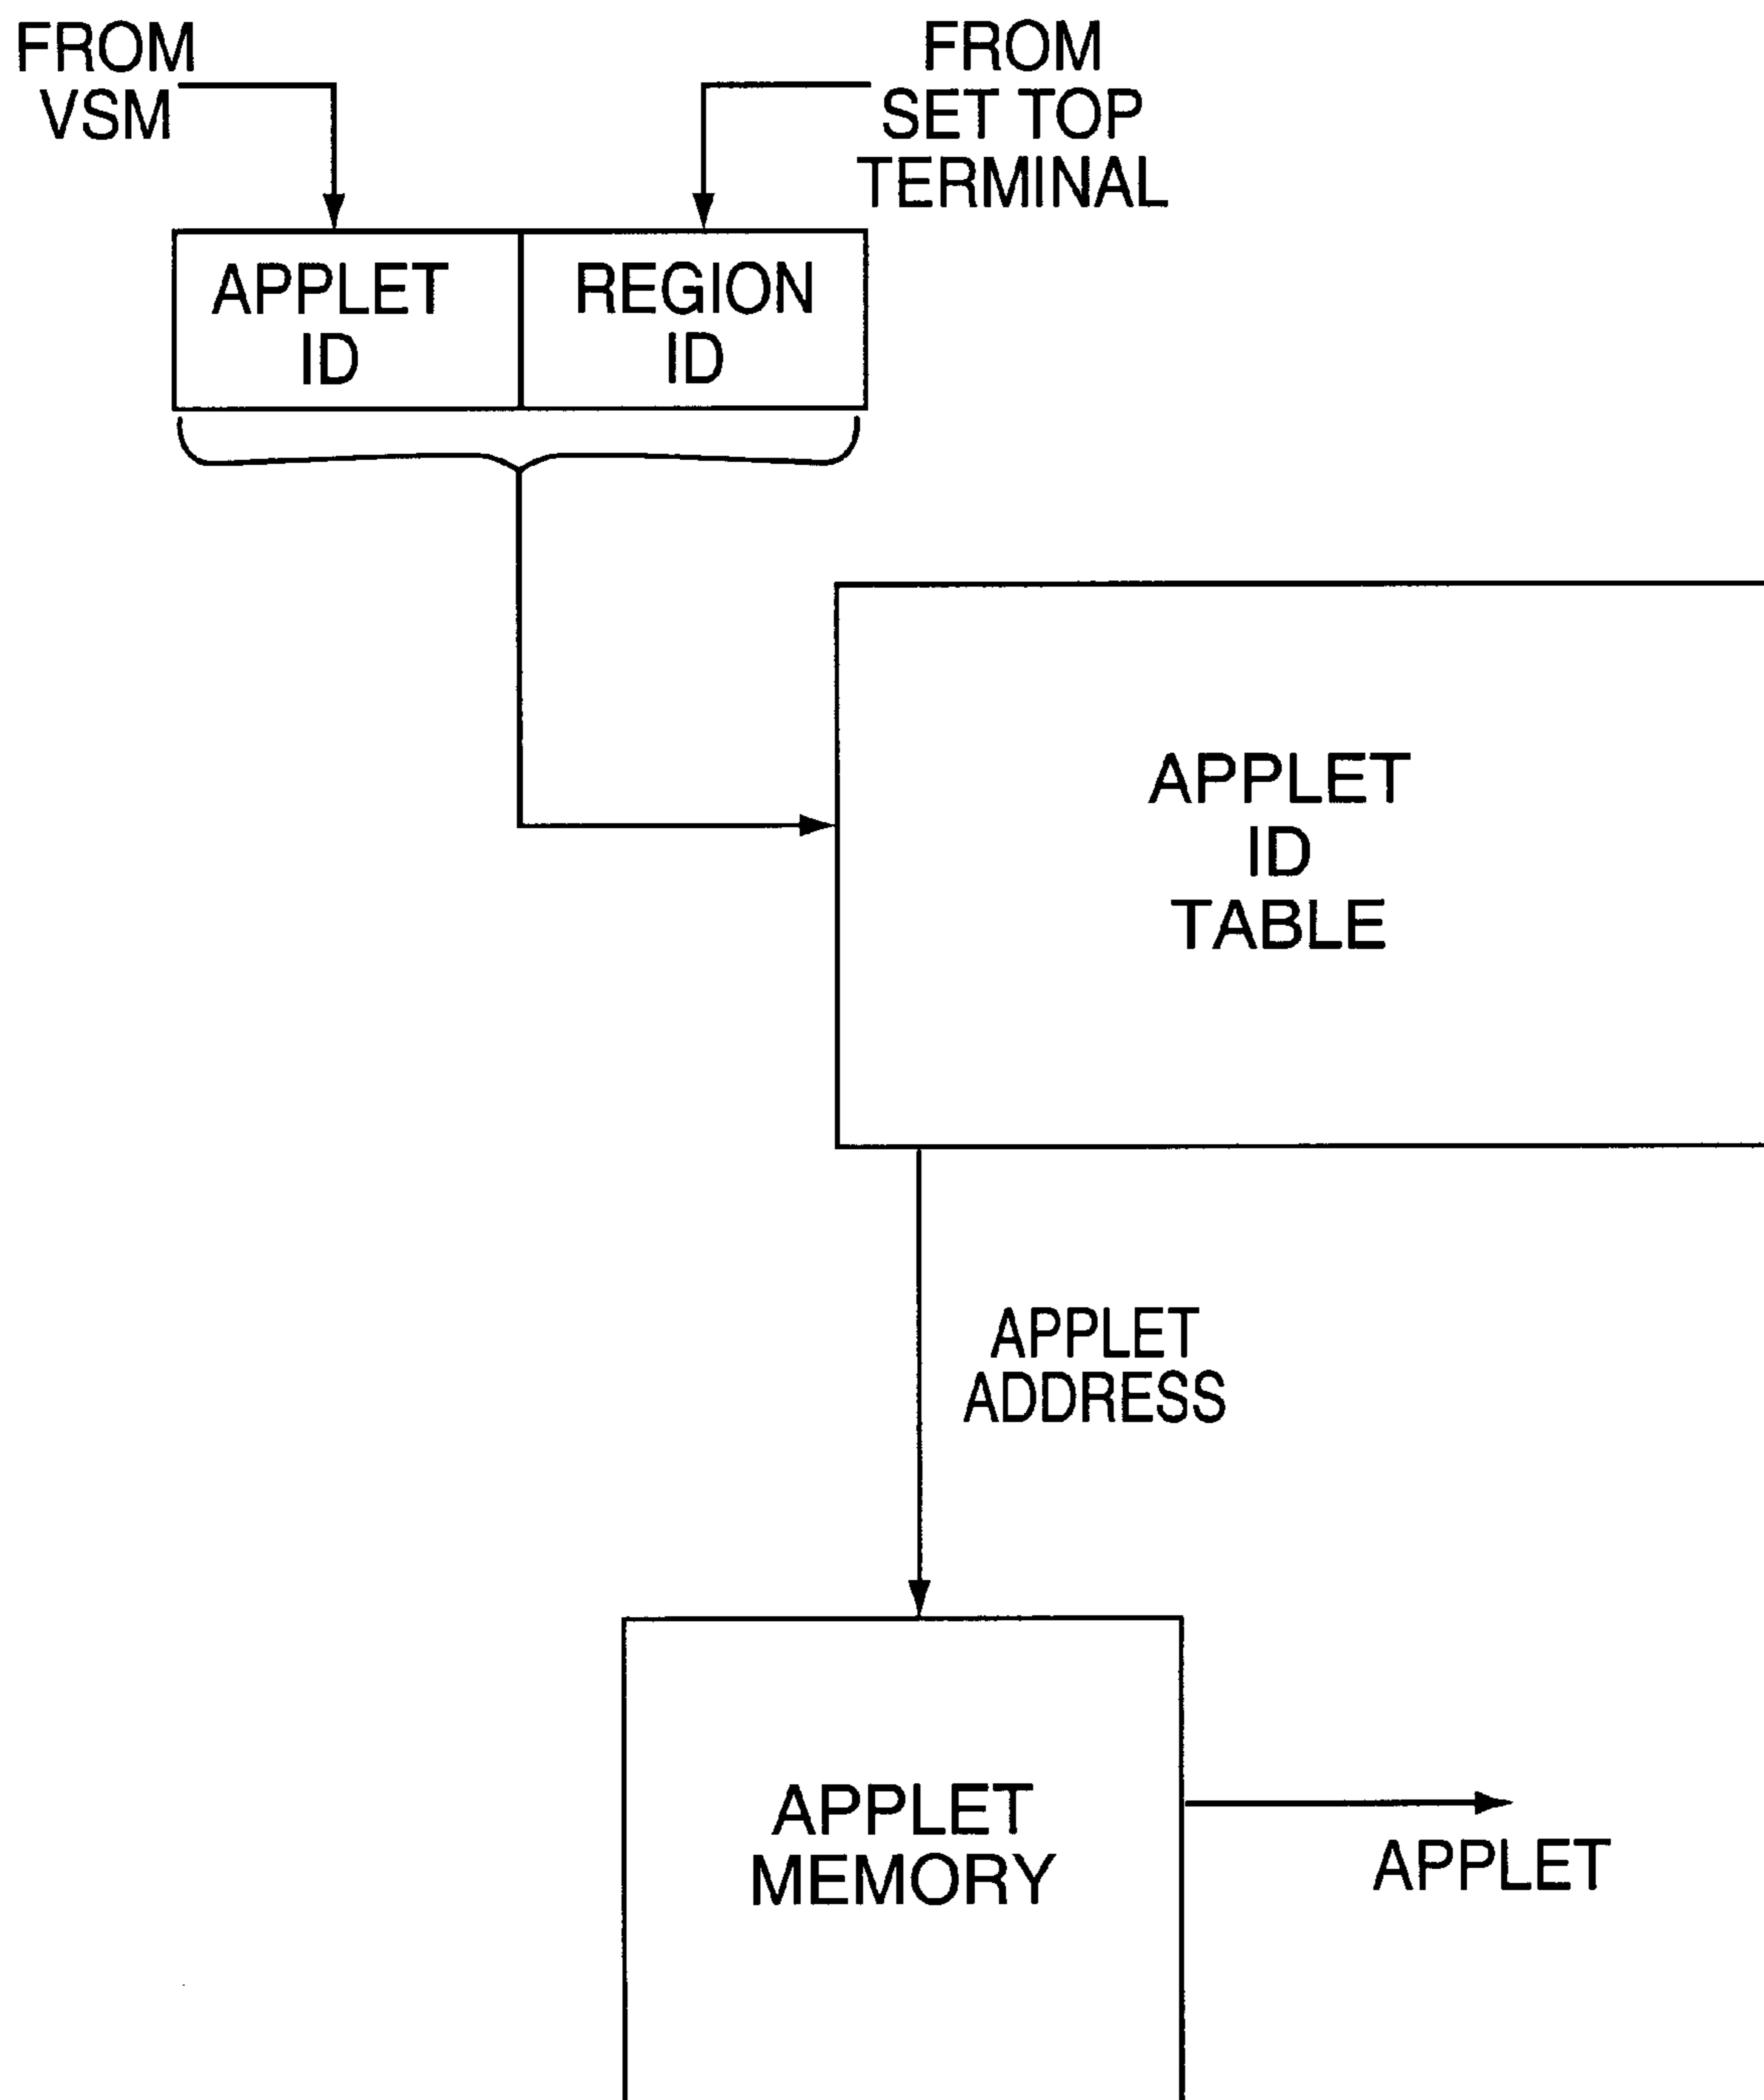 FROM
VSM
FROM
SET TOP
TERMINAL
APPLET
ID
REGION
ID
APPLET
ID
TABLE
APPLET
ADDRESS
APPLET
MEMORY
APPLET